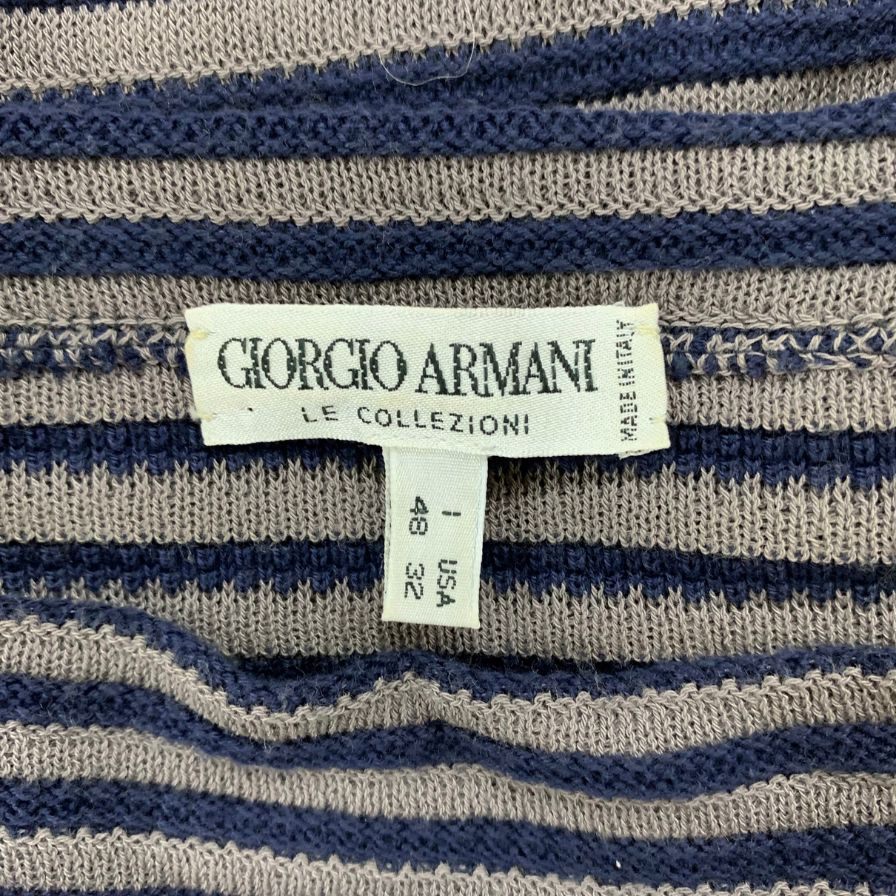 GIORGIO ARMANI
LE COLLEZIONI
MADE IN ITALY
I USA
48 32